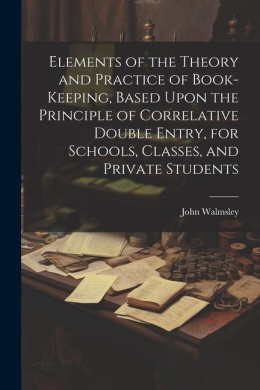 Elements of the Theory
and Practice of Book-
Keeping, Based Upon the
Principle of Correlative
Double Entry, for
Schools, Classes, and
Private Students
John Walmsley